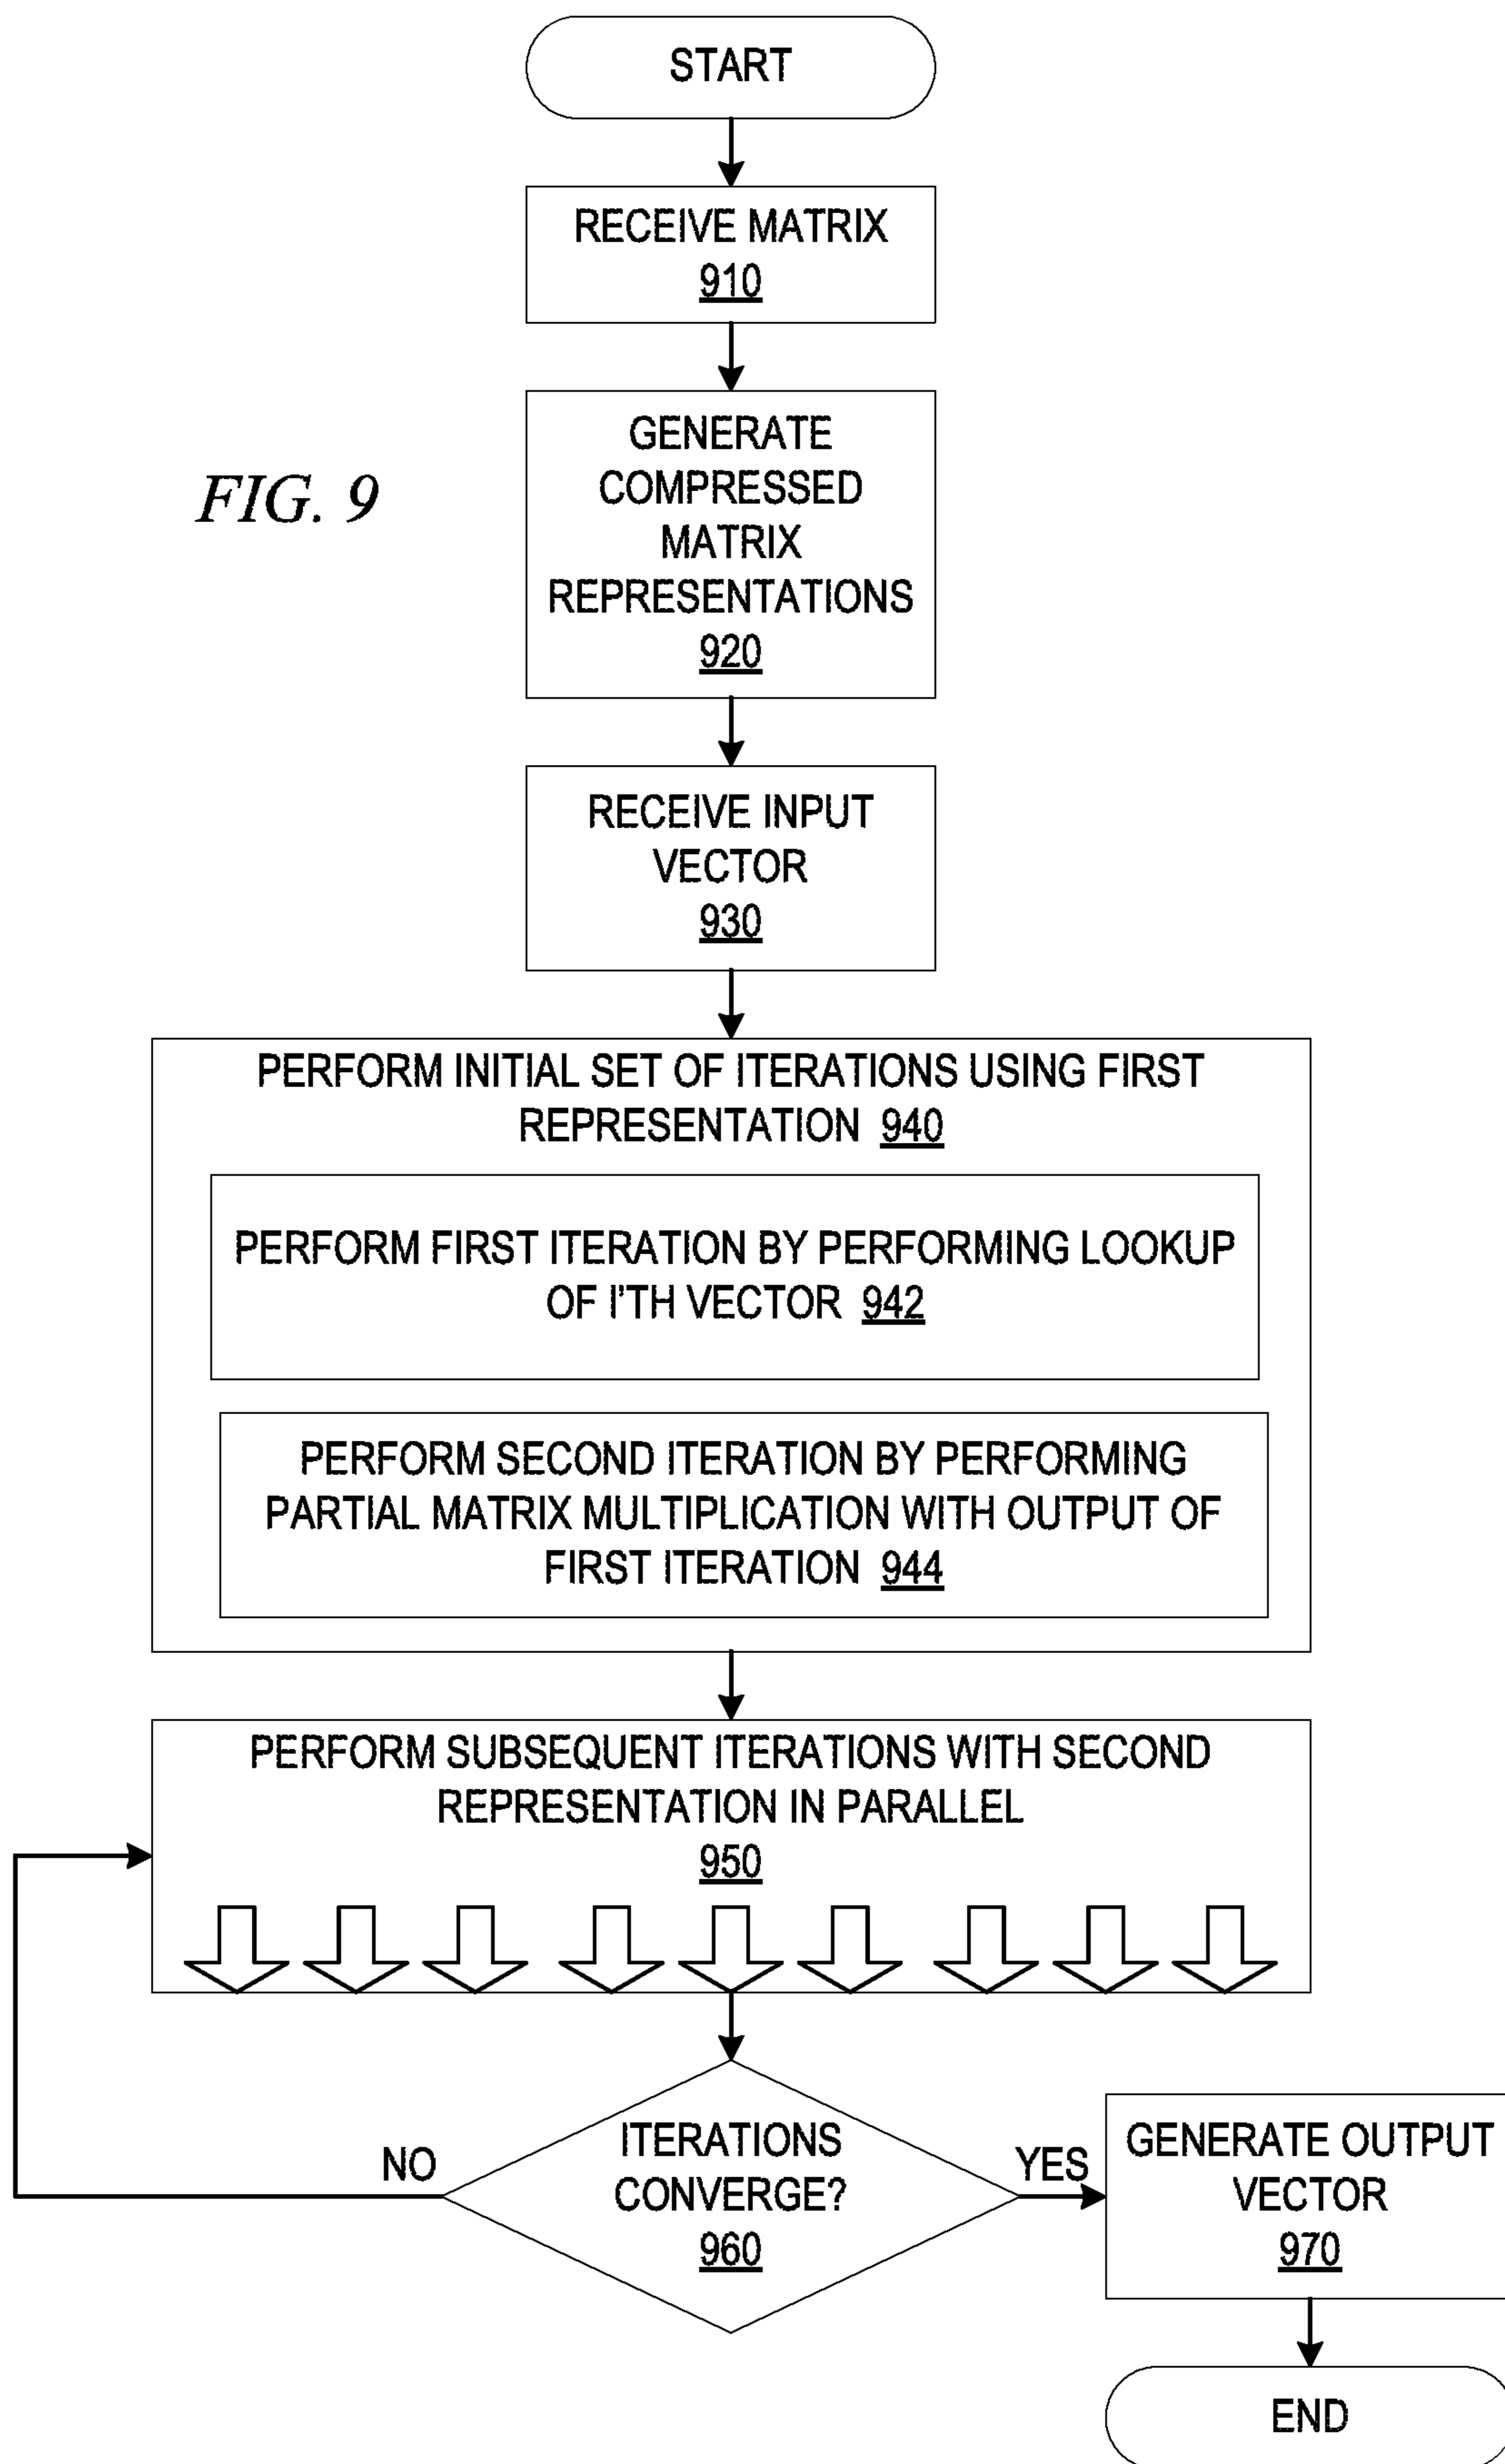 START
RECEIVE MATRIX
910
GENERATE
COMPRESSED
MATRIX
REPRESENTATIONS
920
FIG. 9
RECEIVE INPUT
VECTOR
930
PERFORM INITIAL SET OF ITERATIONS USING FIRST
REPRESENTATION 940
PERFORM FIRST ITERATION BY PERFORMING LOOKUP
OF I'TH VECTOR 942
PERFORM SECOND ITERATION BY PERFORMING
PARTIAL MATRIX MULTIPLICATION WITH OUTPUT OF
FIRST ITERATION 944
PERFORM SUBSEQUENT ITERATIONS WITH SECOND
REPRESENTATION IN PARALLEL
950
NO
ITERATIONS
CONVERGE?
960
YES
GENERATE OUTPUT
VECTOR
970
END